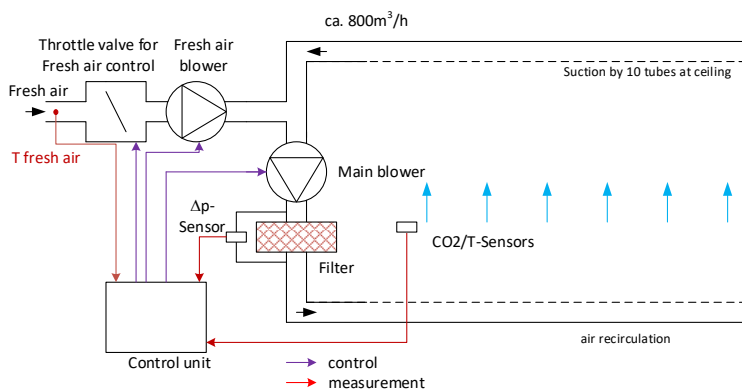 ca. 800m³/h
Throttle valve for
Fresh air control
Fresh air
blower
Fresh air
T fresh air
Suction by 10 tubes at ceiling
Main blower
Δp-
Sensor
CO2/T-Sensors
Filter
air recirculation
Control unit
control
measurement